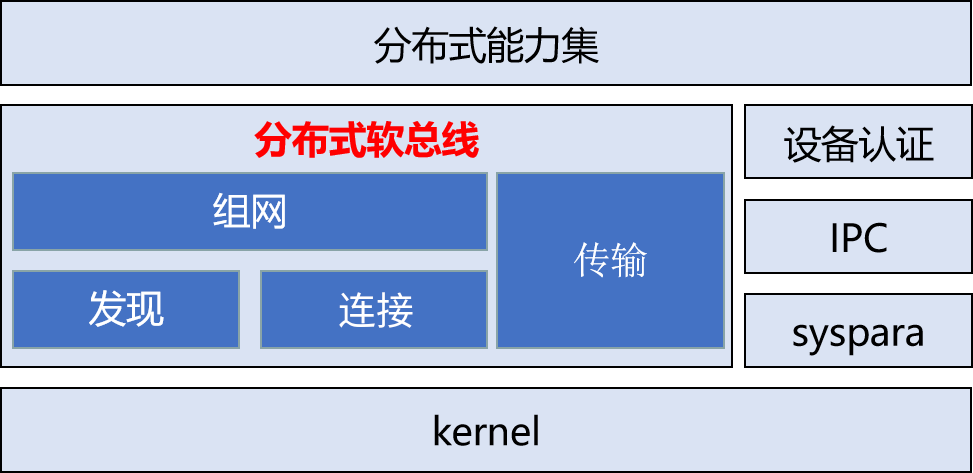 分布式能力集
分布式软总线
组网
传输
发现
连接
设备认证
IPC
syspara
kernel